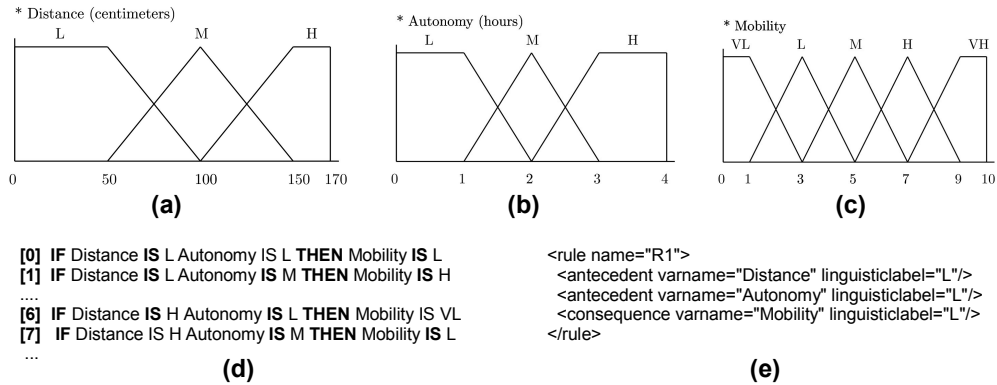 * Distance (centimeters)
L M H
0 50 100 150 170
(a)
* Autonomy (hours)
L M H
0 1 2 3 4
(b)
* Mobility
VL L M H VH
0 1 3 5 7 9 10
(c)
[0] IF Distance IS L Autonomy IS L THEN Mobility IS L
[1] IF Distance IS L Autonomy IS M THEN Mobility IS H
....
[6] IF Distance IS H Autonomy IS L THEN Mobility IS VL
[7] IF Distance IS H Autonomy IS M THEN Mobility IS L
...
(d)
<rule name="R1">
<antecedent varname="Distance" linguisticlabel="L"/>
<antecedent varname="Autonomy" linguisticlabel="L"/>
<consequence varname="Mobility" linguisticlabel="L"/>
</rule>
(e)